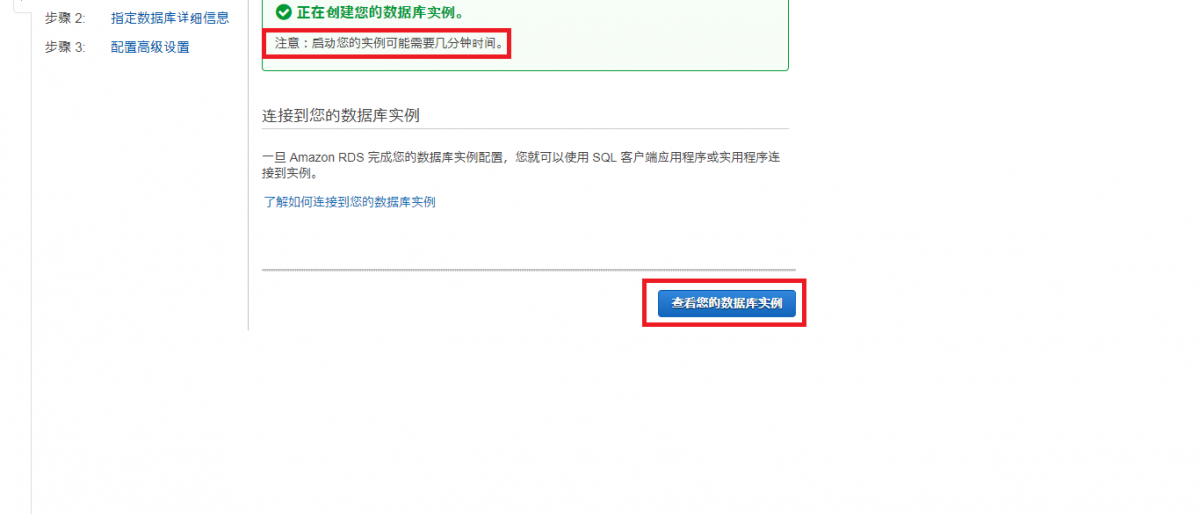 步骤 2: 指定数据库详细信息
步骤 3: 配置高级设置
正在创建您的数据库实例。
注意：启动您的实例可能需要几分钟时间。
连接到您的数据库实例
一旦 Amazon RDS 完成您的数据库实例配置，您就可以使用 SQL 客户端应用程序或实用程序连
接到实例。
了解如何连接到您的数据库实例
查看您的数据库实例